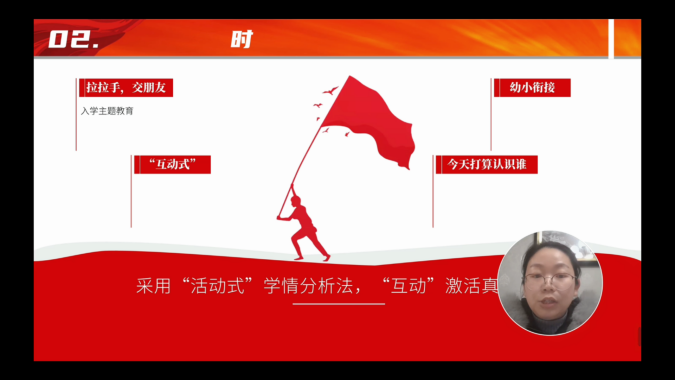 02.
时
拉拉手，交朋友
幼小衔接
入学主题教育
“互动式”
今天打算认识谁
采用“活动式”学情分析法，“互动”激活真